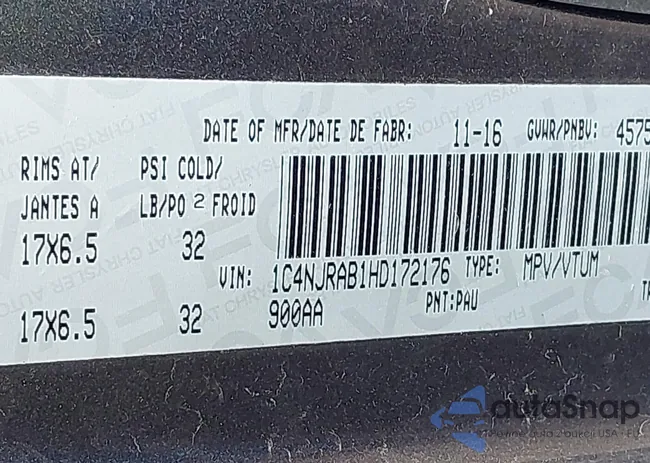 DATE OF MFR/DATE DE FABR: 11-16 GVWR/PNBV: 4575
RIMS AT/ PSI COLD/
JANTES A LB/PO 2 FROID
17X6.5 32
VIN: 1C4NJRAB1HD172176 TYPE: MPV/VTUM
17X6.5 32 900AA PNT:PAU
autoSnap